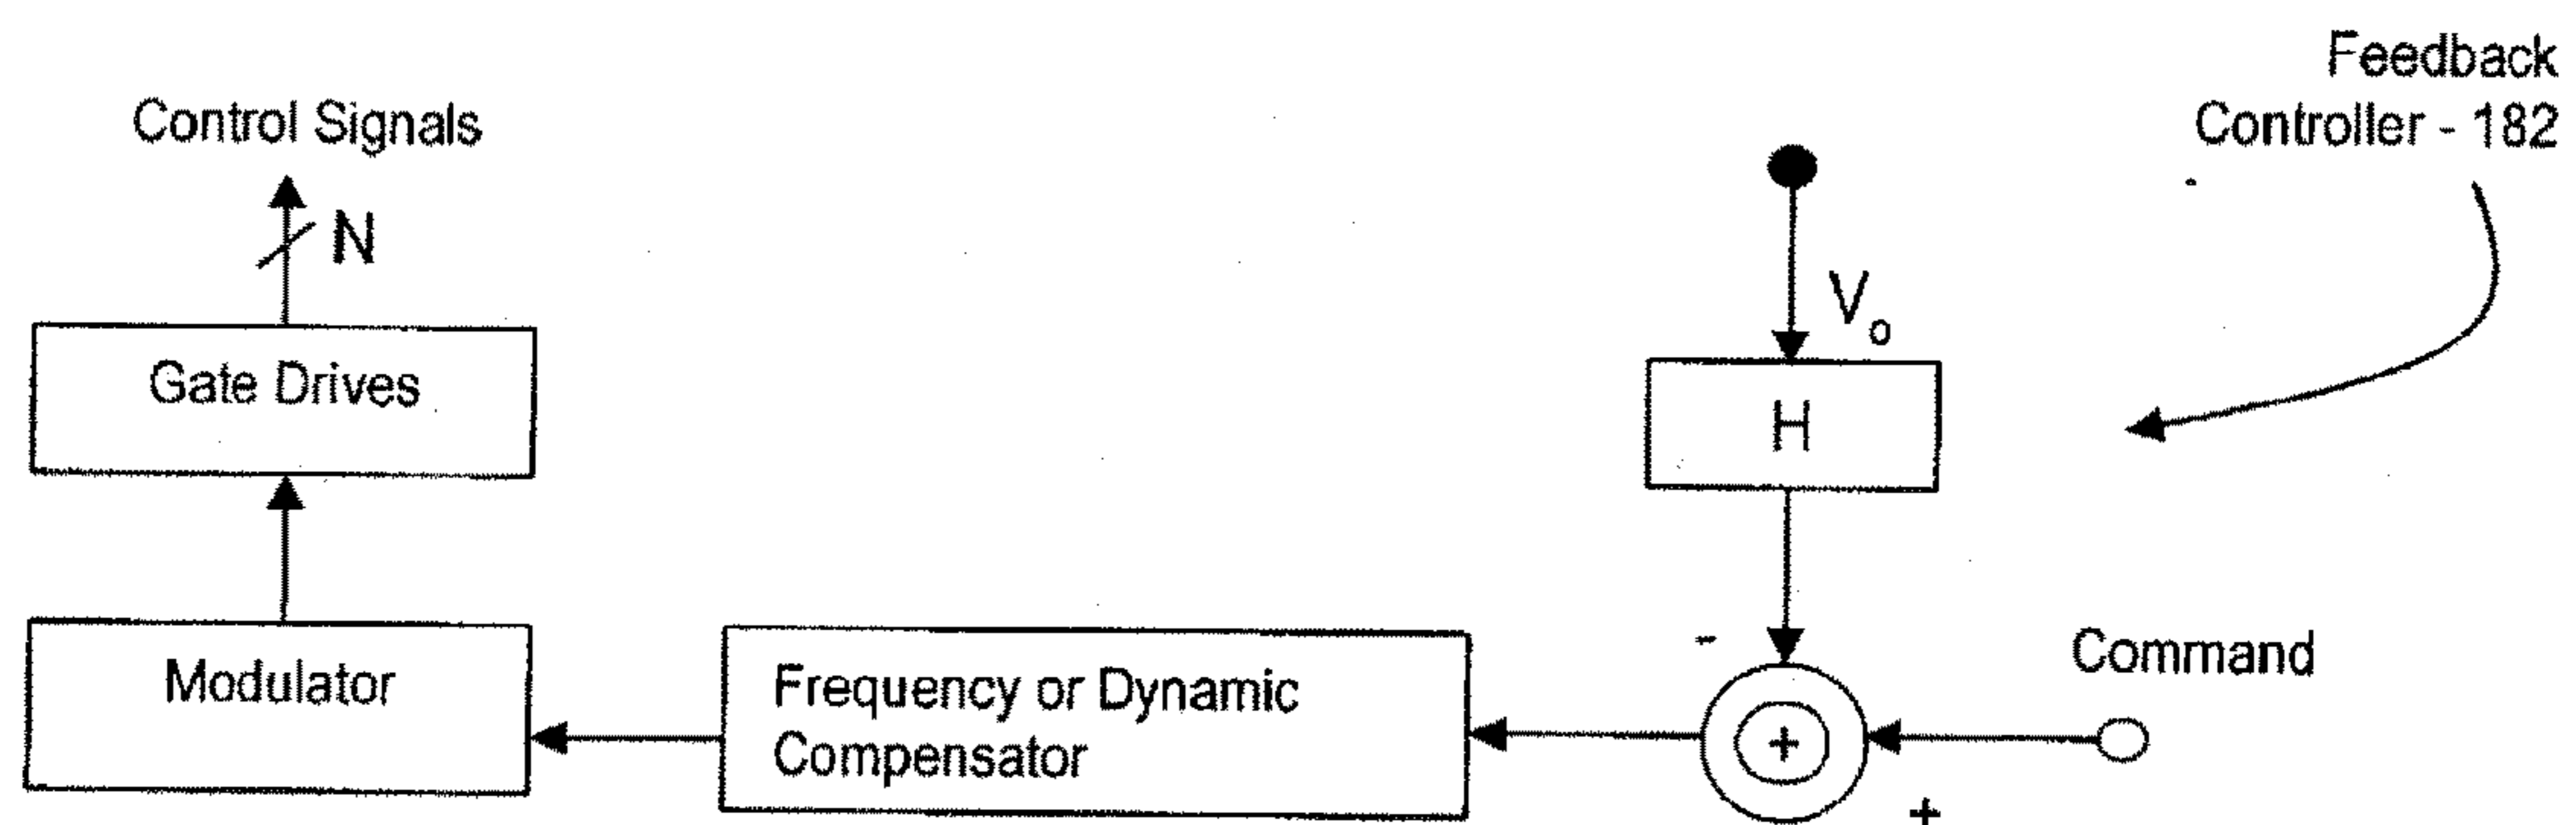 Feedback
Controller - 182
Control Signals
N
Vo
Gate Drives
H
-
Command
Modulator
Frequency or Dynamic
Compensator
+
+